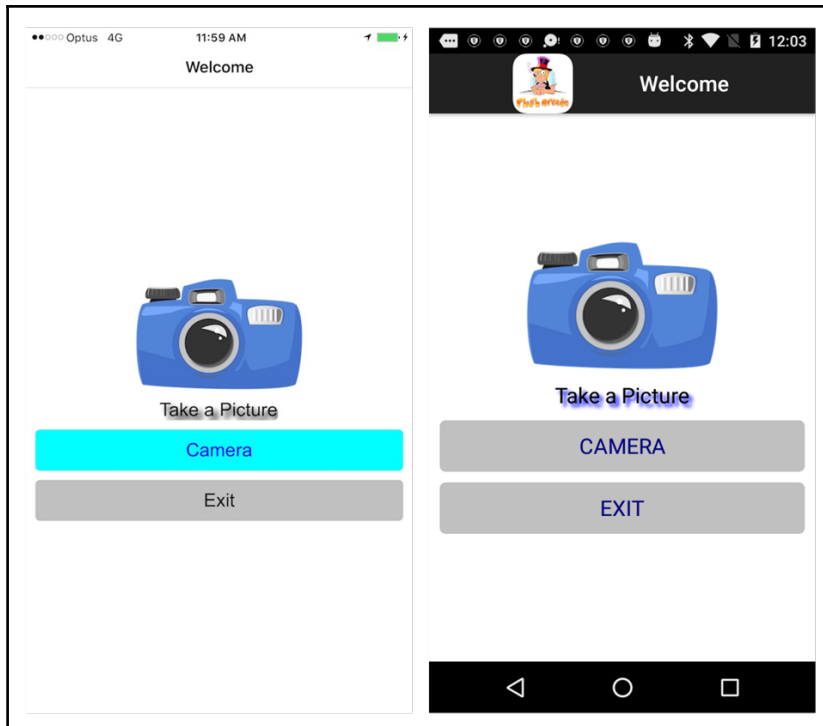 Optus 4G 11:59 AM
Welcome
Take a Picture
Camera
Exit
12:03
Welcome
Take a Picture
CAMERA
EXIT